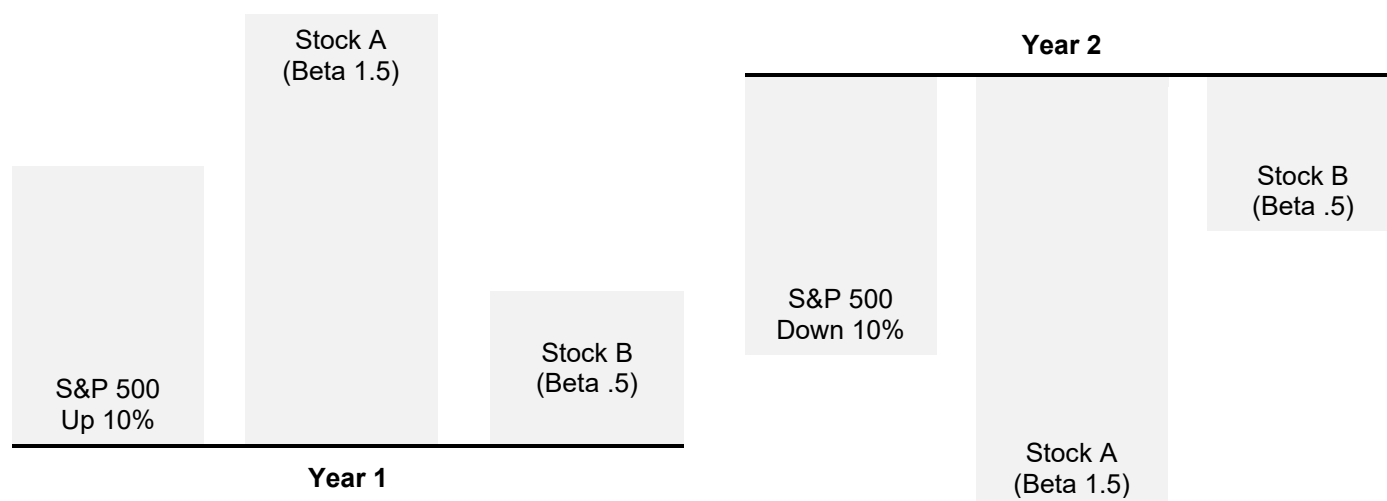 Stock A
(Beta 1.5)
S&P 500
Up 10%
Stock B
(Beta .5)
Year 1
Year 2
S&P 500
Down 10%
Stock A
(Beta 1.5)
Stock B
(Beta .5)